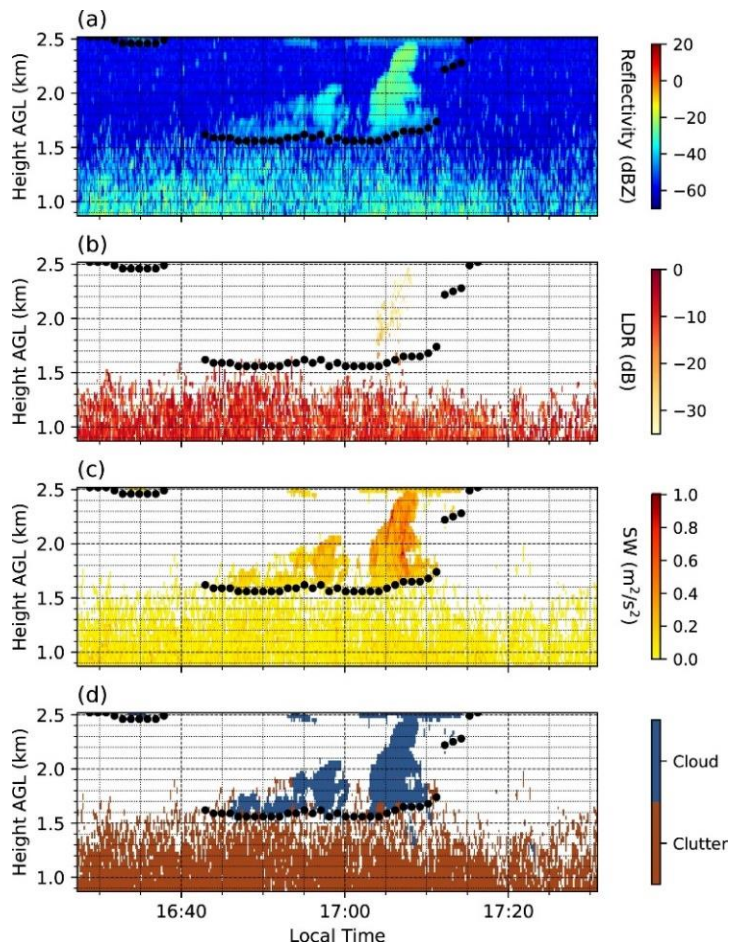 (a)
2.5
2.0
1.5
1.0
Height AGL (km)
20
0
−20
−40
−60
Reflectivity (dBZ)
(b)
2.5
2.0
1.5
1.0
Height AGL (km)
0
−10
−20
−30
LDR (dB)
(c)
2.5
2.0
1.5
1.0
Height AGL (km)
1.0
0.8
0.6
0.4
0.2
0.0
SW (m²/s²)
(d)
2.5
2.0
1.5
1.0
Height AGL (km)
Cloud
Clutter
16:40 17:00 17:20
Local Time